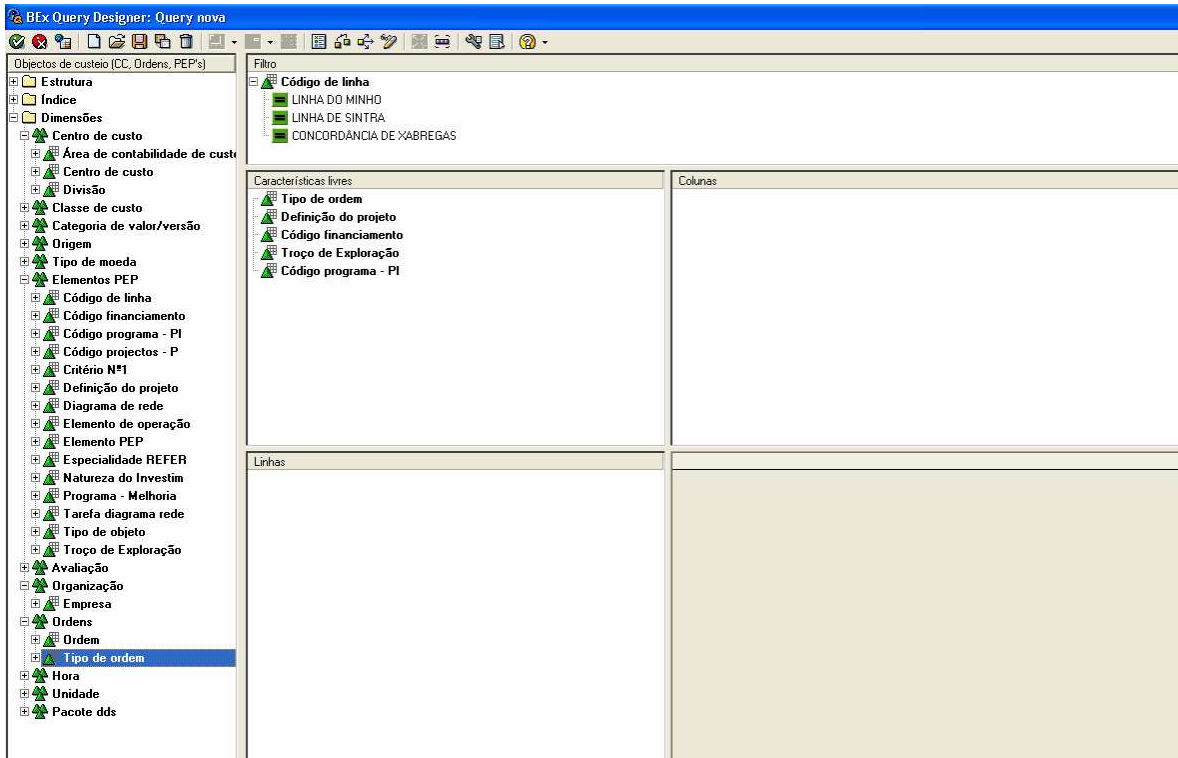 BEx Query Designer: Query nova
Objectos de custeio (CC, Ordens, PEP's)
Estrutura
Índice
Dimensões
Centro de custo
Área de contabilidade de custo
Centro de custo
Divisão
Classe de custo
Categoria de valor/versão
Origem
Tipo de moeda
Elementos PEP
Código de linha
Código financiamento
Código programa - PI
Código projectos - P
Critério Nº1
Definição do projeto
Diagrama de rede
Elemento de operação
Elemento PEP
Especialidade REFER
Natureza do Investim
Programa - Melhoria
Tarefa diagrama rede
Tipo de objeto
Troço de Exploração
Avaliação
Organização
Empresa
Ordens
Ordem
Tipo de ordem
Hora
Unidade
Pacote dds
Filtro
Código de linha
LINHA DO MINHO
LINHA DE SINTRA
CONCORDÂNCIA DE XABREGAS
Características livres
Tipo de ordem
Definição do projeto
Código financiamento
Troço de Exploração
Código programa - PI
Colunas
Linhas